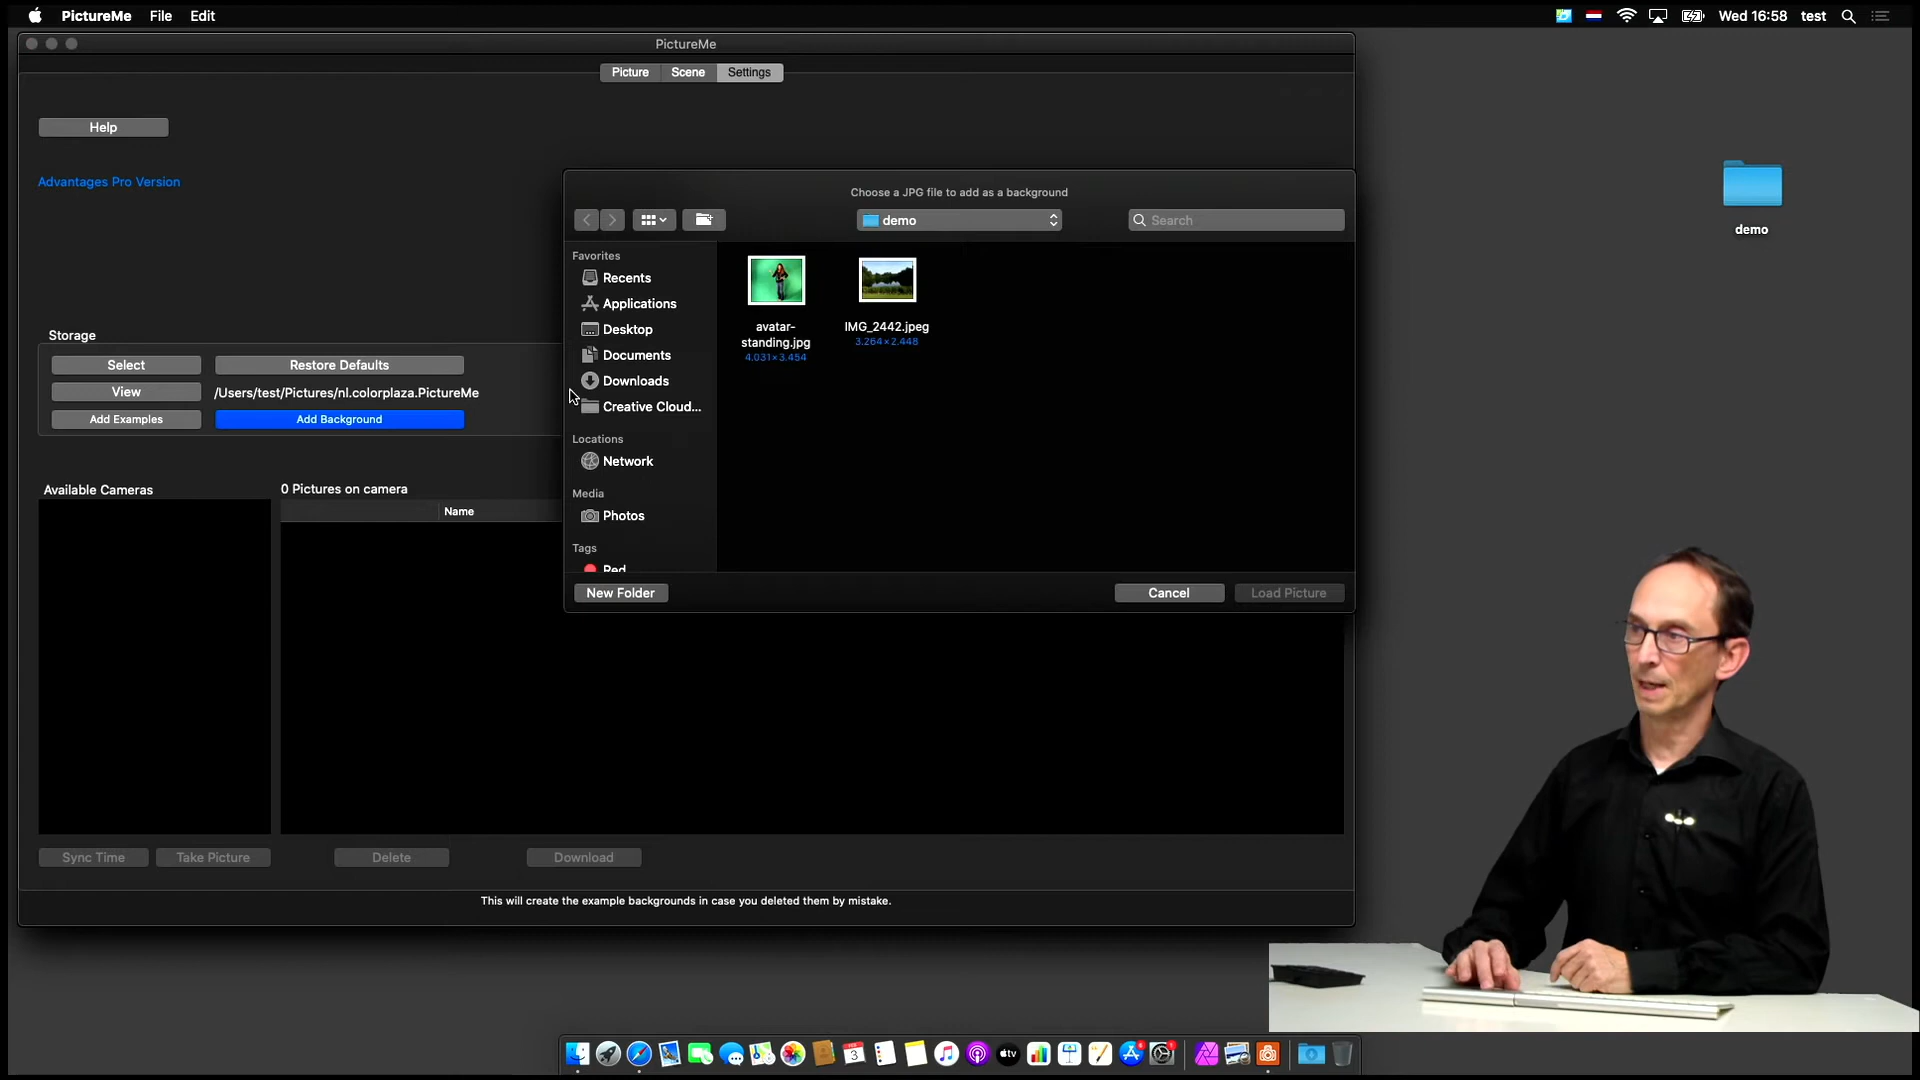 PictureMe File Edit Wed 16:58 test
PictureMe
Picture Scene Settings
Help
Advantages Pro Version
Choose a JPG file to add as a background
demo
Search
demo
Favorites
Recents
Applications
Desktop
Documents
Downloads
Creative Cloud...
Locations
Network
Media
Photos
Tags
Red
avatar-
standing.jpg
4.031×3.454
IMG_2442.jpeg
3.264×2.448
New Folder Cancel Load Picture
Storage
Select Restore Defaults
View /Users/test/Pictures/nl.colorplaza.PictureMe
Add Examples Add Background
Available Cameras 0 Pictures on camera
Name
Sync Time Take Picture Delete Download
This will create the example backgrounds in case you deleted them by mistake.
3
tv